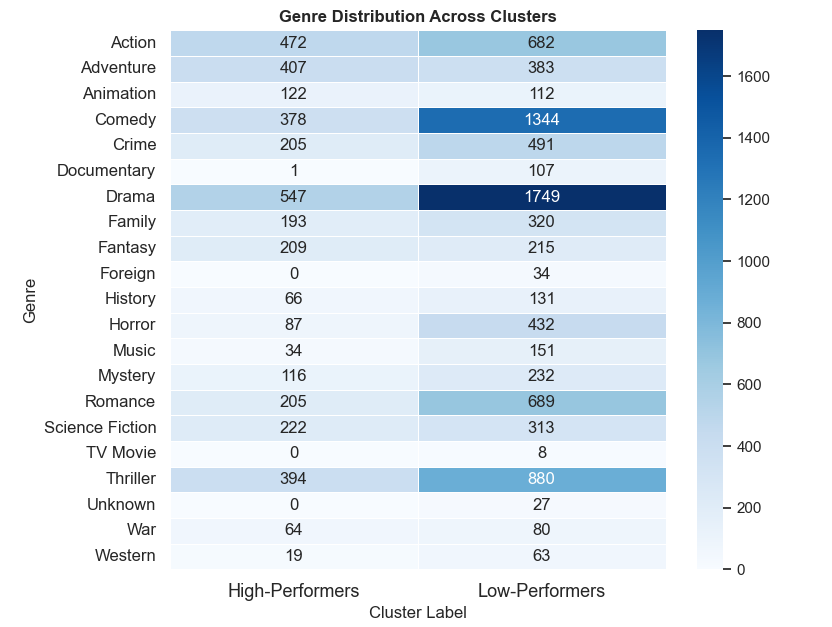 Genre Distribution Across Clusters
Action 472 682
Adventure 407 383
1600
Animation 122 112
Comedy 378 1344
1400
Crime 205 491
Documentary 1 107
1200
Drama 547 1749
Family 193 320
1000
Fantasy 209 215
Foreign 0 34
Genre
History 66 131
800
Horror 87 432
Music 34 151
600
Mystery 116 232
Romance 205 689
400
Science Fiction 222 313
TV Movie 0 8
Thriller 394 880
200
Unknown 0 27
War 64 80
Western 19 63
0
High-Performers Low-Performers
Cluster Label